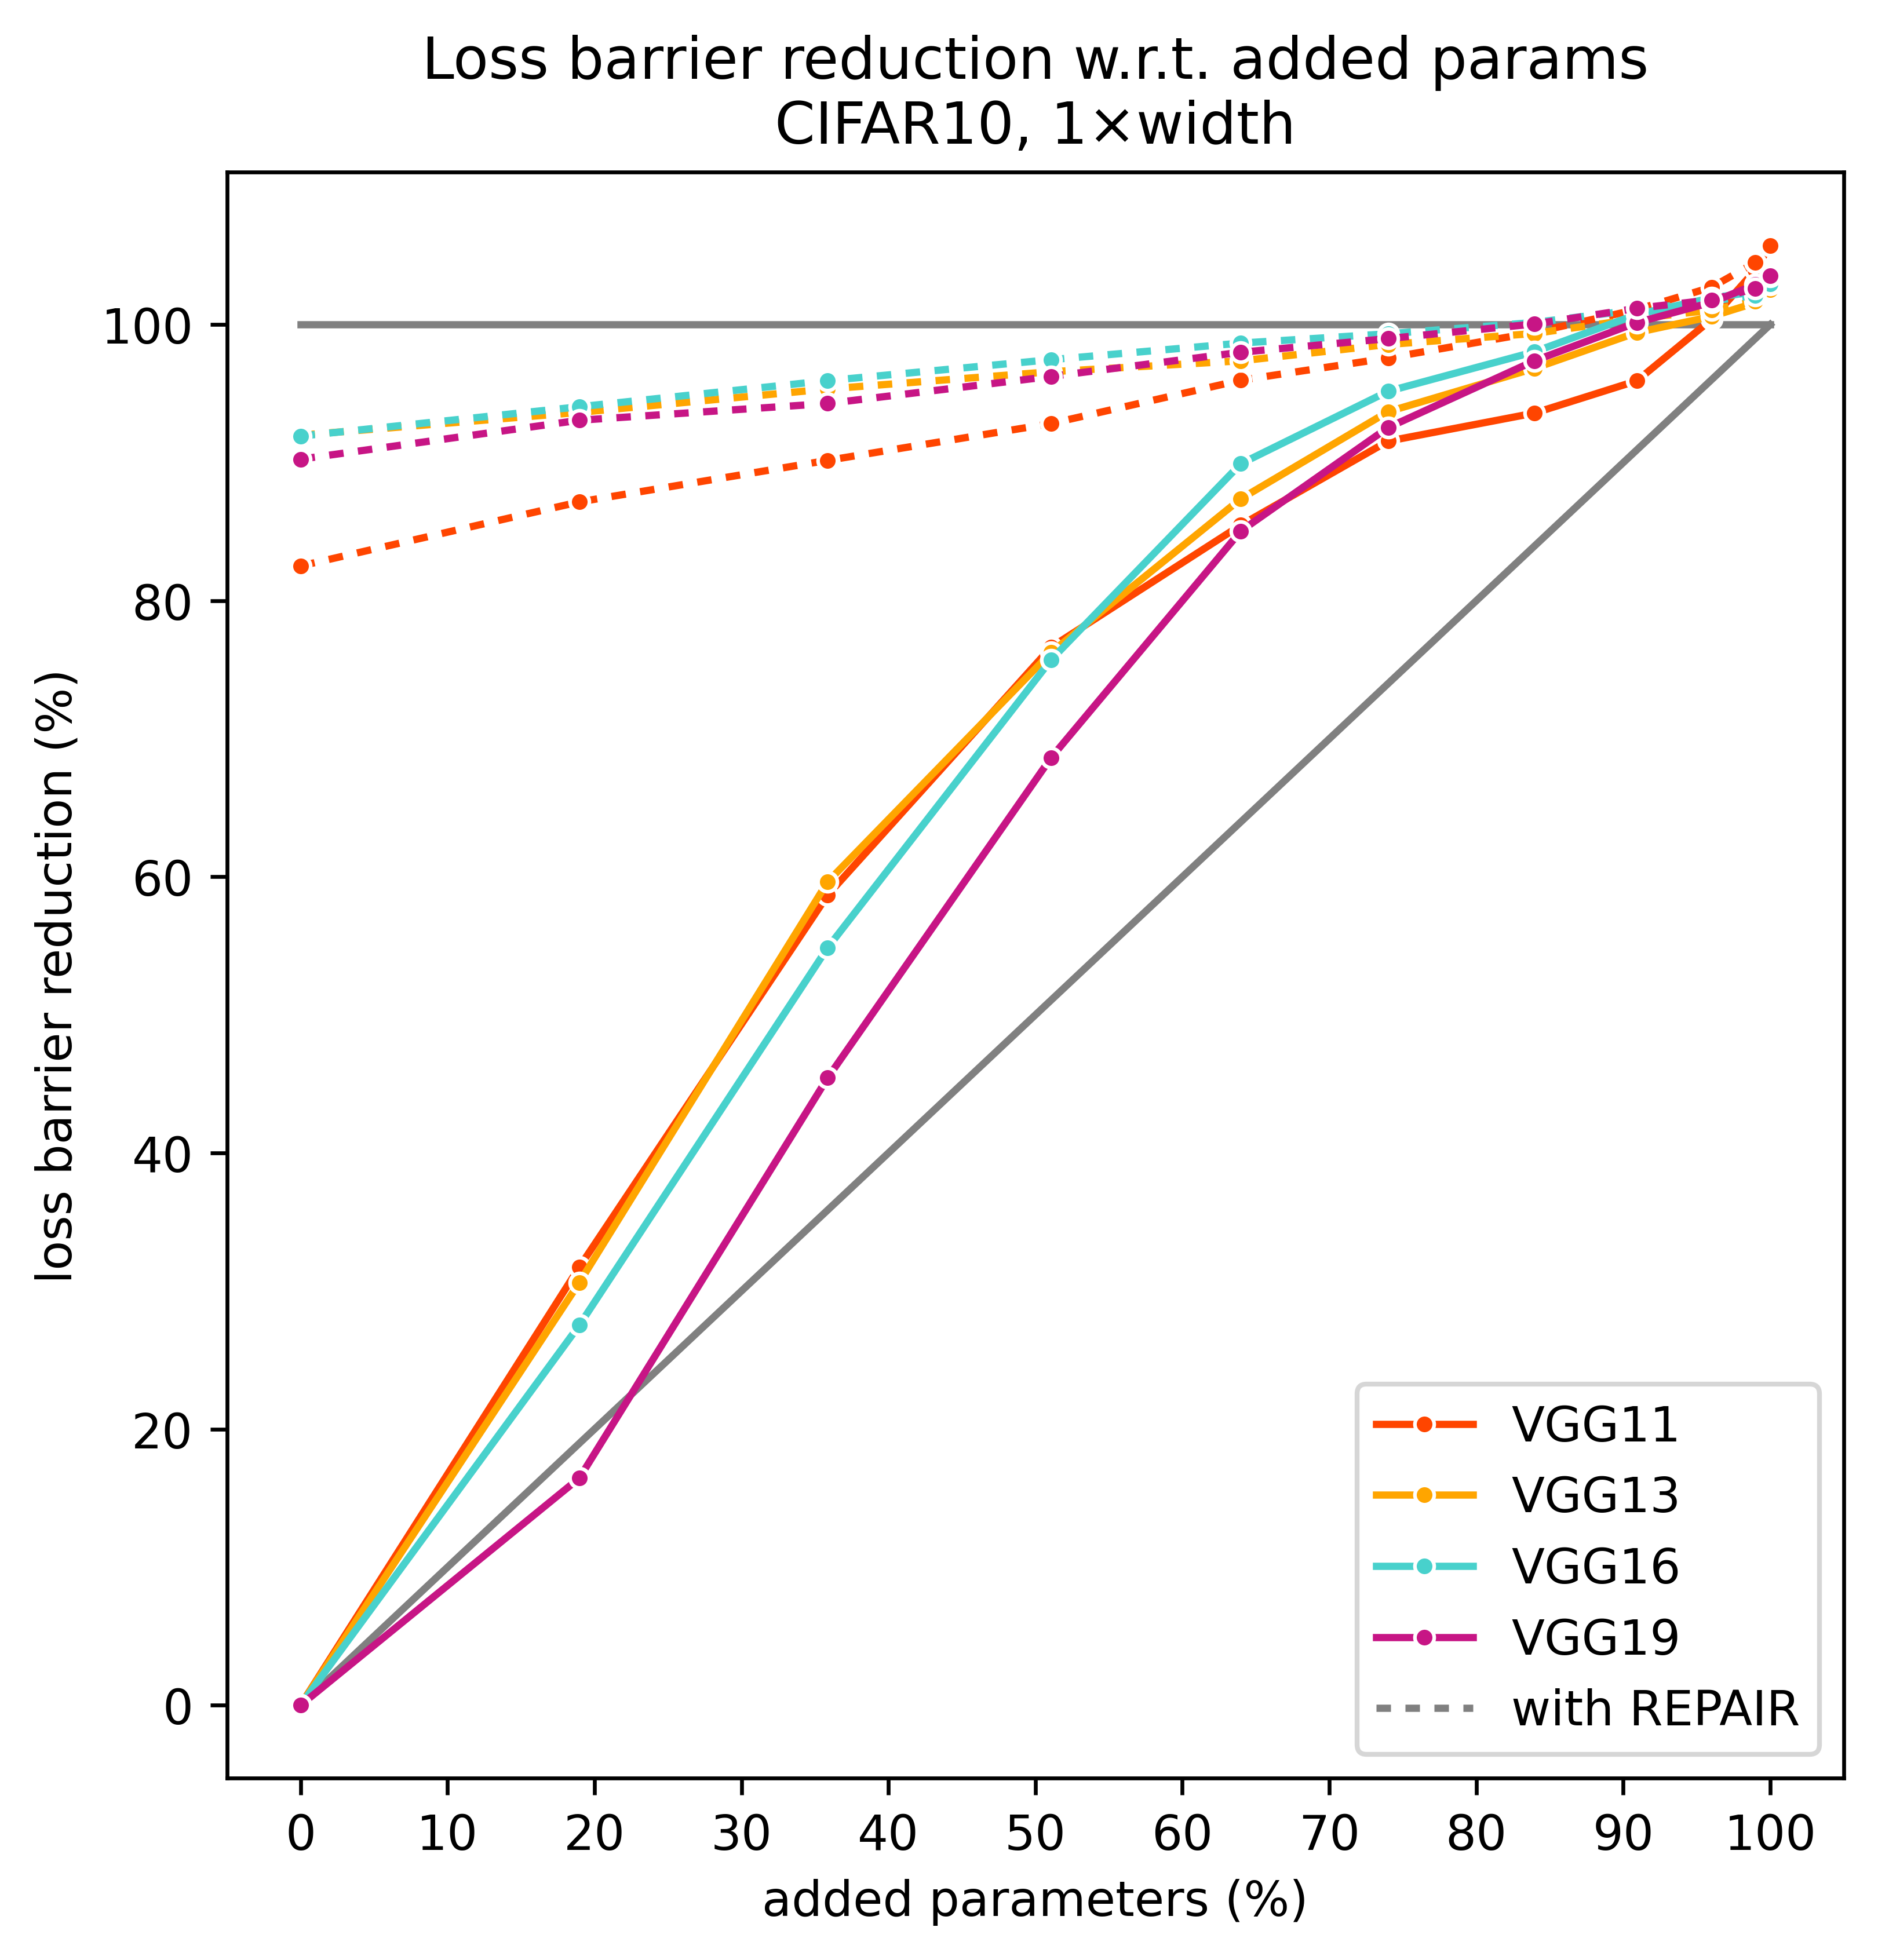 Loss barrier reduction w.r.t. added params
CIFAR10, 1×width
loss barrier reduction (%)
100
80
60
40
20
0
VGG11
VGG13
VGG16
VGG19
with REPAIR
0 10 20 30 40 50 60 70 80 90 100
added parameters (%)